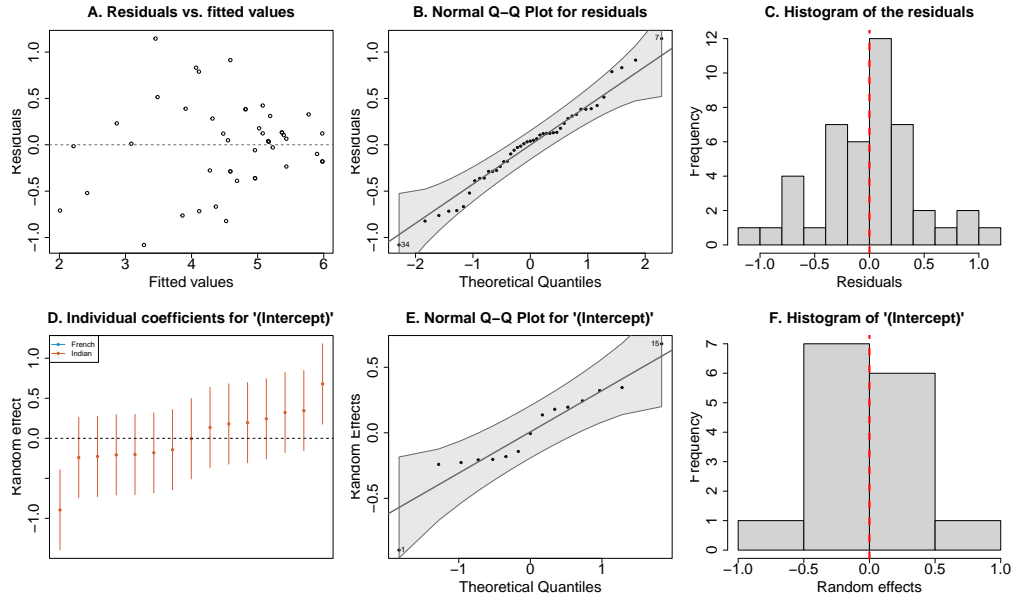 A. Residuals vs. fitted values
Residuals
−1.0 −0.5 0.0 0.5 1.0
2 3 4 5 6
Fitted values
B. Normal Q−Q Plot for residuals
Residuals
−1.0 −0.5 0.0 0.5 1.0
7
34
−2 −1 0 1 2
Theoretical Quantiles
C. Histogram of the residuals
Frequency
0 2 4 6 8 10 12
−1.0 −0.5 0.0 0.5 1.0
Residuals
D. Individual coefficients for '(Intercept)'
French
Indian
Random effect
−1.0 0.0 0.5 1.0
E. Normal Q−Q Plot for '(Intercept)'
Random Effects
−0.5 0.0 0.5
15
1
−1 0 1
Theoretical Quantiles
F. Histogram of '(Intercept)'
Frequency
0 1 2 3 4 5 6 7
−1.0 −0.5 0.0 0.5 1.0
Random effects